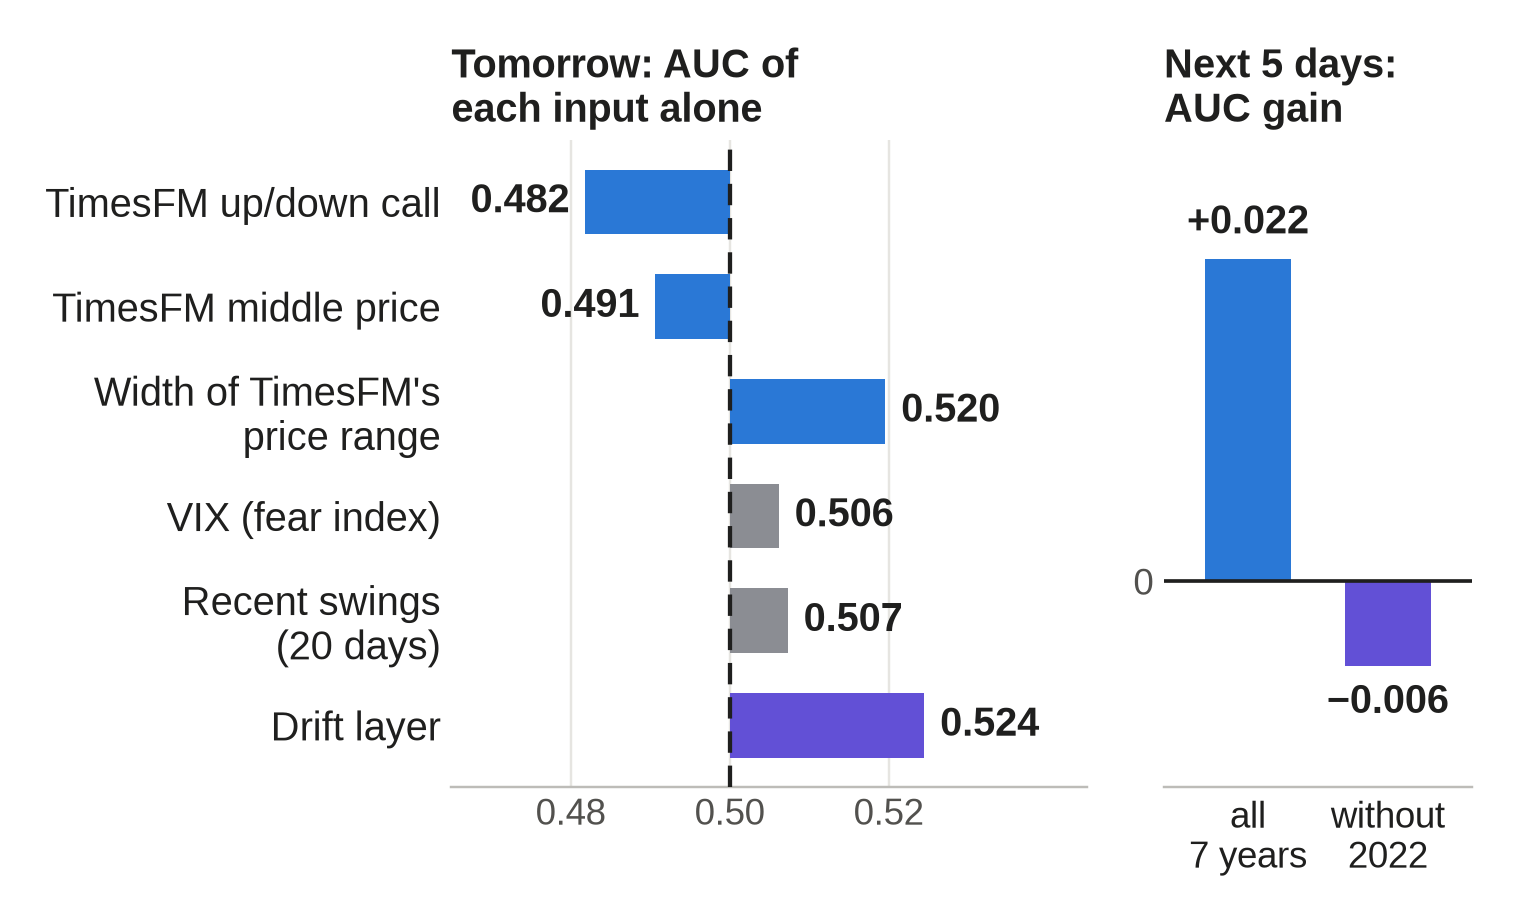 Tomorrow: AUC of
each input alone
TimesFM up/down call
0.482
TimesFM middle price
0.491
Width of TimesFM's
price range
0.520
VIX (fear index)
0.506
Recent swings
(20 days)
0.507
Drift layer
0.524
0.48
0.50
0.52
Next 5 days:
AUC gain
+0.022
0
−0.006
all
7 years
without
2022